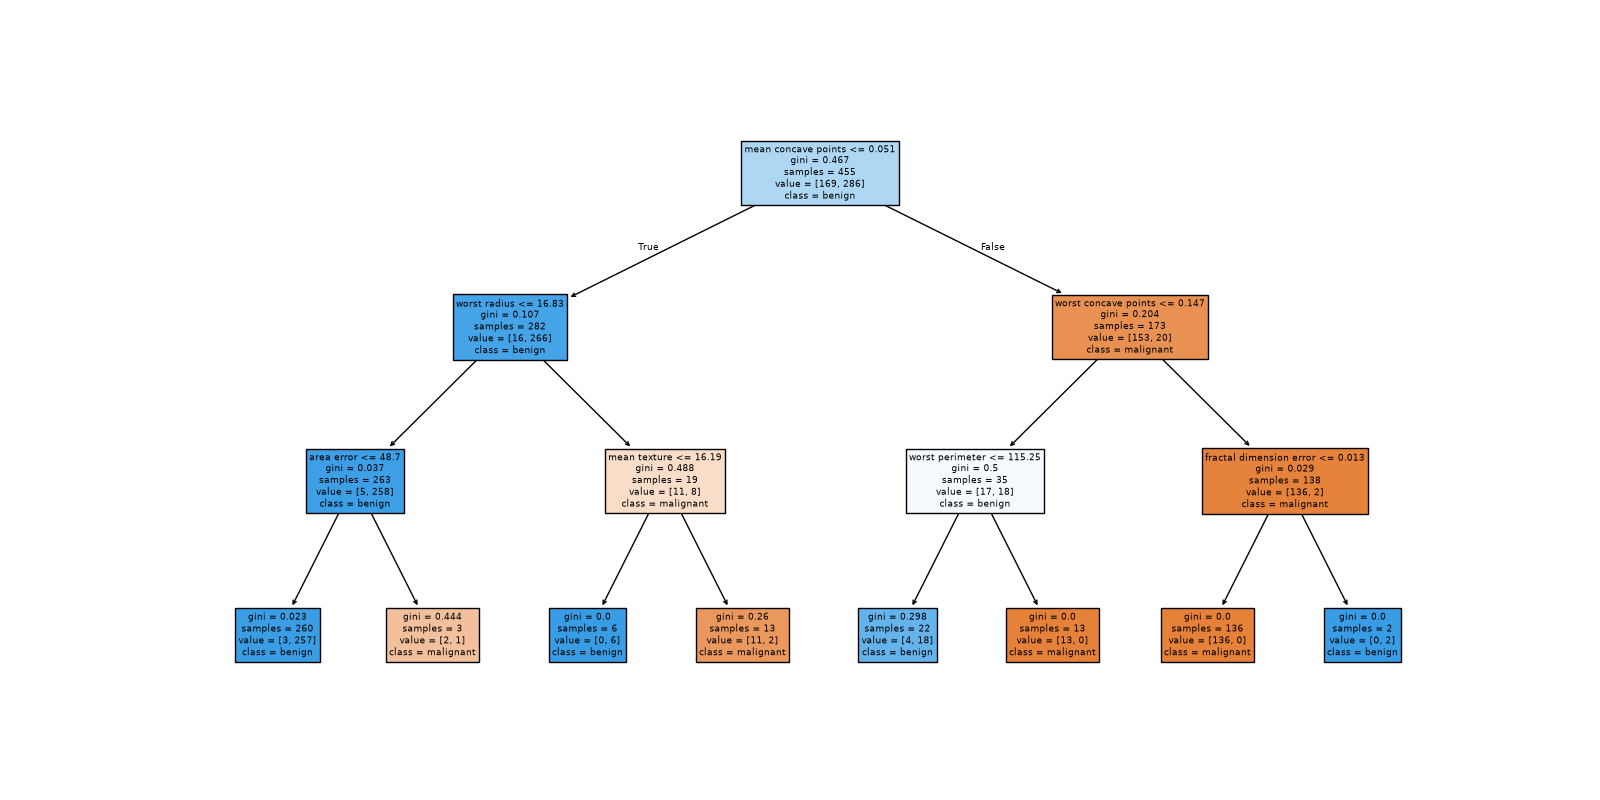 mean concave points <= 0.051
gini = 0.467
samples = 455
value = [169, 286]
class = benign
True
False
worst radius <= 16.83
gini = 0.107
samples = 282
value = [16, 266]
class = benign
worst concave points <= 0.147
gini = 0.204
samples = 173
value = [153, 20]
class = malignant
area error <= 48.7
gini = 0.037
samples = 263
value = [5, 258]
class = benign
mean texture <= 16.19
gini = 0.488
samples = 19
value = [11, 8]
class = malignant
worst perimeter <= 115.25
gini = 0.5
samples = 35
value = [17, 18]
class = benign
fractal dimension error <= 0.013
gini = 0.029
samples = 138
value = [136, 2]
class = malignant
gini = 0.023
samples = 260
value = [3, 257]
class = benign
gini = 0.444
samples = 3
value = [2, 1]
class = malignant
gini = 0.0
samples = 6
value = [0, 6]
class = benign
gini = 0.26
samples = 13
value = [11, 2]
class = malignant
gini = 0.298
samples = 22
value = [4, 18]
class = benign
gini = 0.0
samples = 13
value = [13, 0]
class = malignant
gini = 0.0
samples = 136
value = [136, 0]
class = malignant
gini = 0.0
samples = 2
value = [0, 2]
class = benign